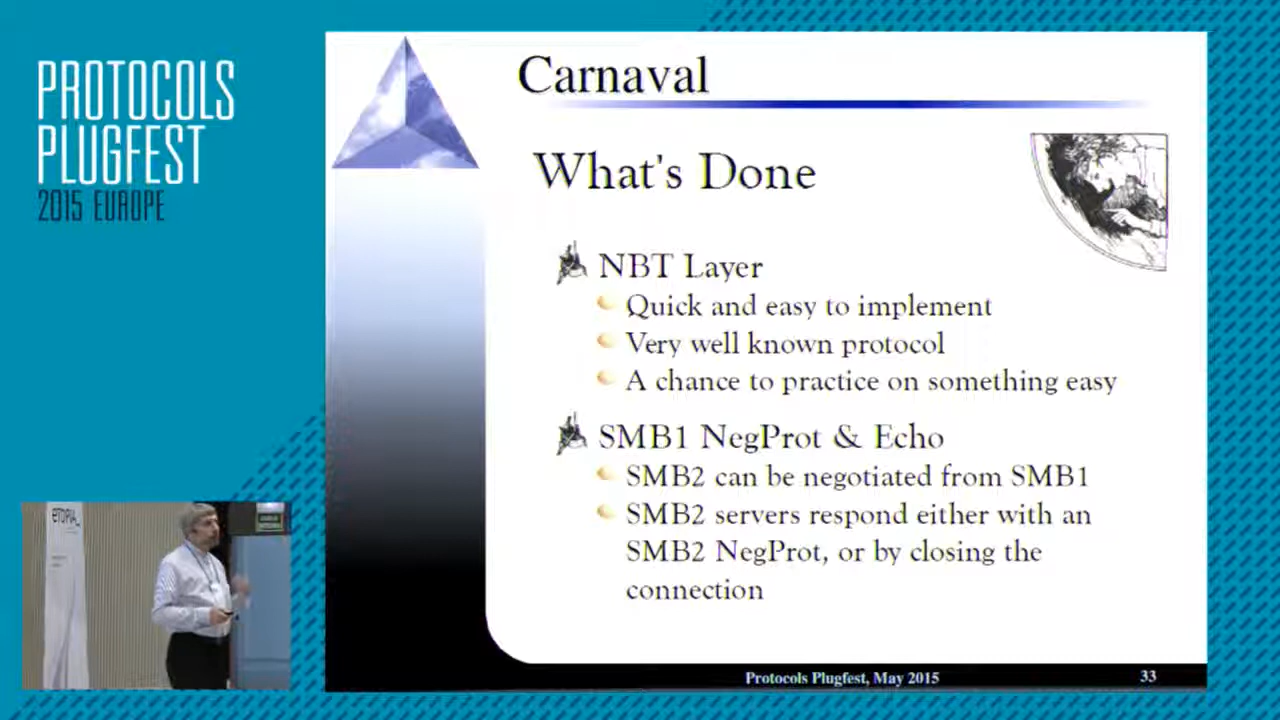 PROTOCOLS
PLUGFEST
2015 EUROPE
Carnaval
What's Done
NBT Layer
Quick and easy to implement
Very well known protocol
A chance to practice on something easy
SMB1 NegProt & Echo
SMB2 can be negotiated from SMB1
SMB2 servers respond either with an
SMB2 NegProt, or by closing the
connection
Protocols Plugfest, May 2015
33
ETOPIA_